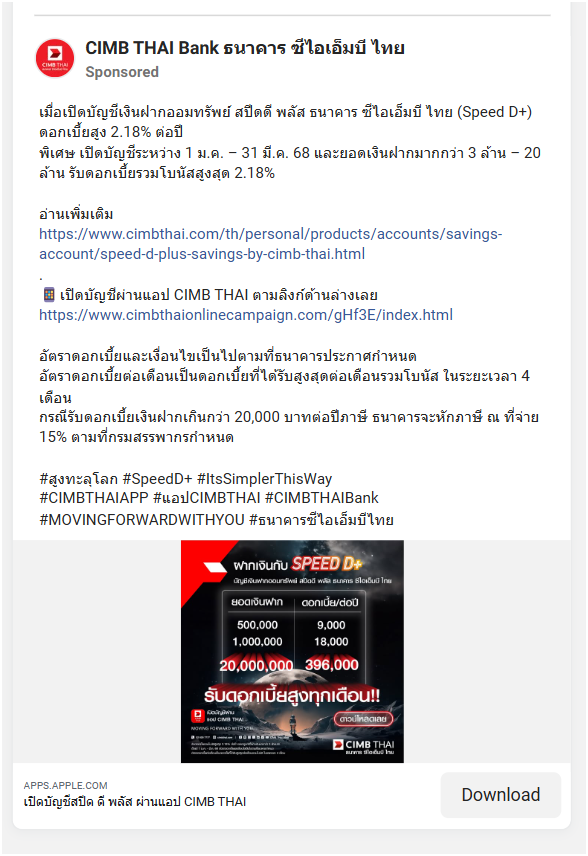 CIMB THAI Bank ธนาคาร ซีไอเอ็มบี ไทย
Sponsored
เมื่อเปิดบัญชีเงินฝากออมทรัพย์ สปีดดี พลัส ธนาคาร ซีไอเอ็มบี ไทย (Speed D+)
ดอกเบี้ยสูง 2.18% ต่อปี
พิเศษ เปิดบัญชีระหว่าง 1 ม.ค. – 31 มี.ค. 68 และยอดเงินฝากมากกว่า 3 ล้าน – 20
ล้าน รับดอกเบี้ยรวมโบนัสสูงสุด 2.18%
อ่านเพิ่มเติม
https://www.cimbthai.com/th/personal/products/accounts/savings-
account/speed-d-plus-savings-by-cimb-thai.html
.
เปิดบัญชีผ่านแอป CIMB THAI ตามลิงก์ด้านล่างเลย
https://www.cimbthaionlinecampaign.com/gHf3E/index.html
อัตราดอกเบี้ยและเงื่อนไขเป็นไปตามที่ธนาคารประกาศกำหนด
อัตราดอกเบี้ยต่อเดือนเป็นดอกเบี้ยที่ได้รับสูงสุดต่อเดือนรวมโบนัส ในระยะเวลา 4
เดือน
กรณีรับดอกเบี้ยเงินฝากเกินกว่า 20,000 บาทต่อปีภาษี ธนาคารจะหักภาษี ณ ที่จ่าย
15% ตามที่กรมสรรพากรกำหนด
#สูงทะลุโลก #SpeedD+ #ItsSimplerThisWay
#CIMBTHAIAPP #แอปCIMBTHAI #CIMBTHAIBank
#MOVINGFORWARDWITHYOU #ธนาคารซีไอเอ็มบีไทย
ฝากเงินกับ SPEED D+
บัญชีเงินฝากออมทรัพย์ สปีดดี พลัส ธนาคาร ซีไอเอ็มบี ไทย
ยอดเงินฝาก ดอกเบี้ย/ต่อปี
500,000 9,000
1,000,000 18,000
20,000,000 396,000
รับดอกเบี้ยสูงทุกเดือน!!
เปิดบัญชีผ่าน
แอป CIMB THAI
ดาวน์โหลดเลย
MOVING FORWARD WITH YOU
CIMB THAI
ซีไอเอ็มบี ไทย
APPS.APPLE.COM
เปิดบัญชีสปีด ดี พลัส ผ่านแอป CIMB THAI
Download